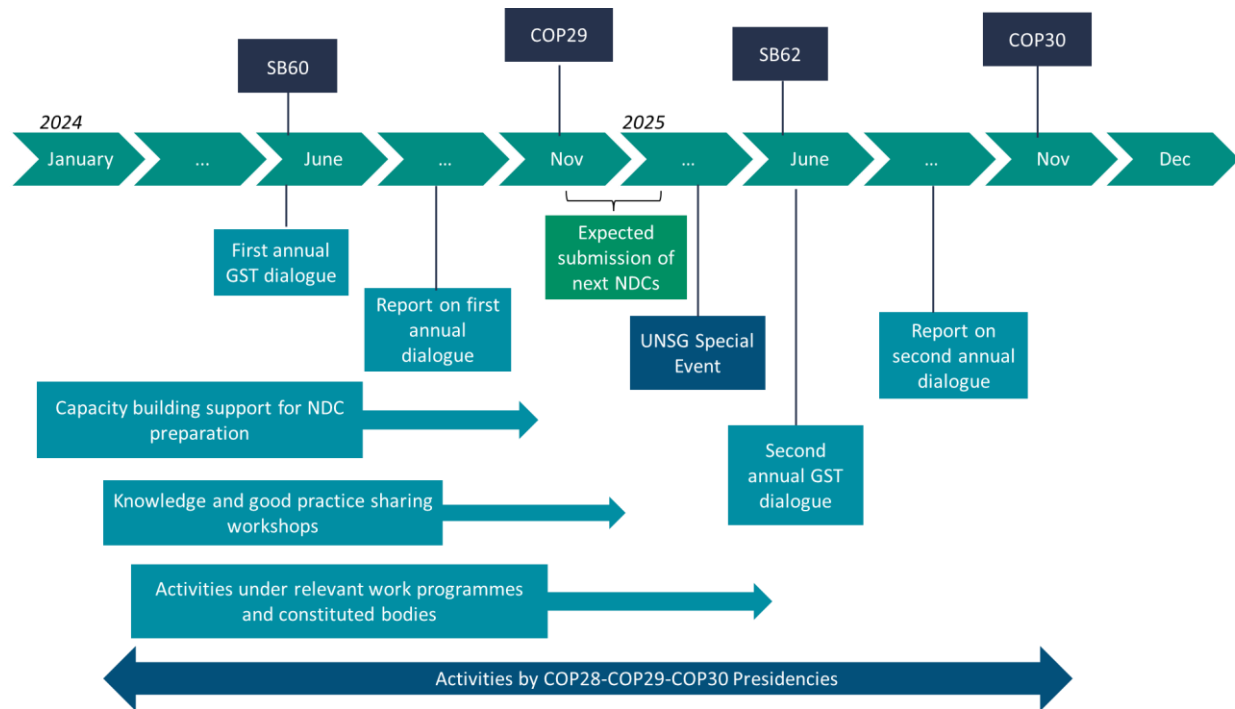 COP29
COP30
SB60
SB62
2024
2025
January
...
June
...
Nov
...
June
...
Nov
Dec
First annual
GST dialogue
Report on first
annual
dialogue
Expected
submission of
next NDCs
UNSG Special
Event
Second
annual GST
dialogue
Report on
second annual
dialogue
Capacity building support for NDC
preparation
Knowledge and good practice sharing
workshops
Activities under relevant work programmes
and constituted bodies
Activities by COP28-COP29-COP30 Presidencies